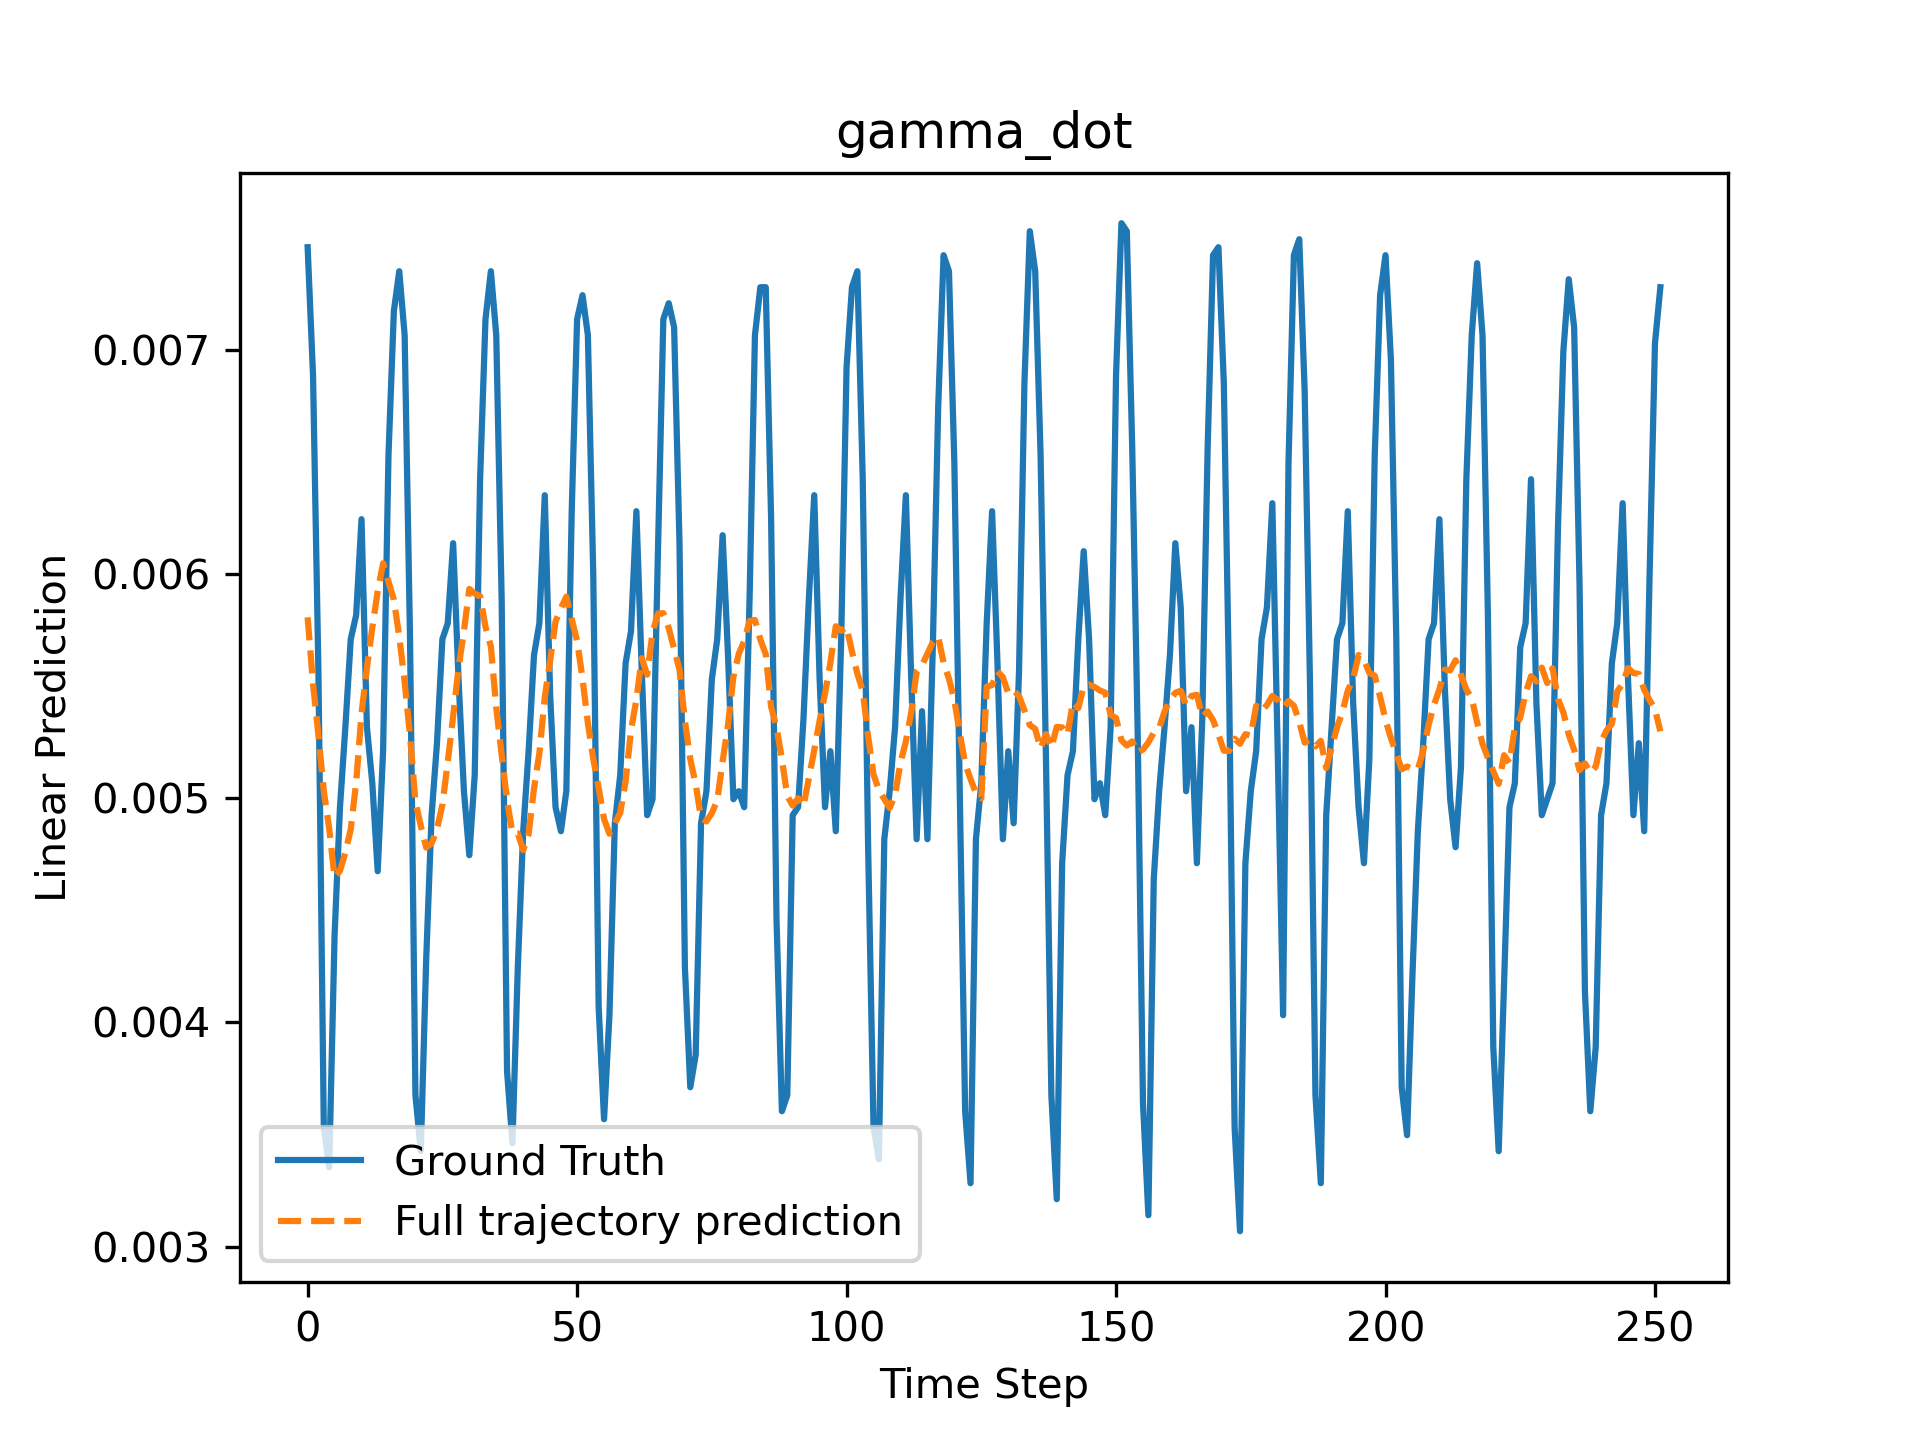 gamma_dot
Linear Prediction
0.007
0.006
0.005
0.004
0.003
Ground Truth
Full trajectory prediction
0 50 100 150 200 250
Time Step